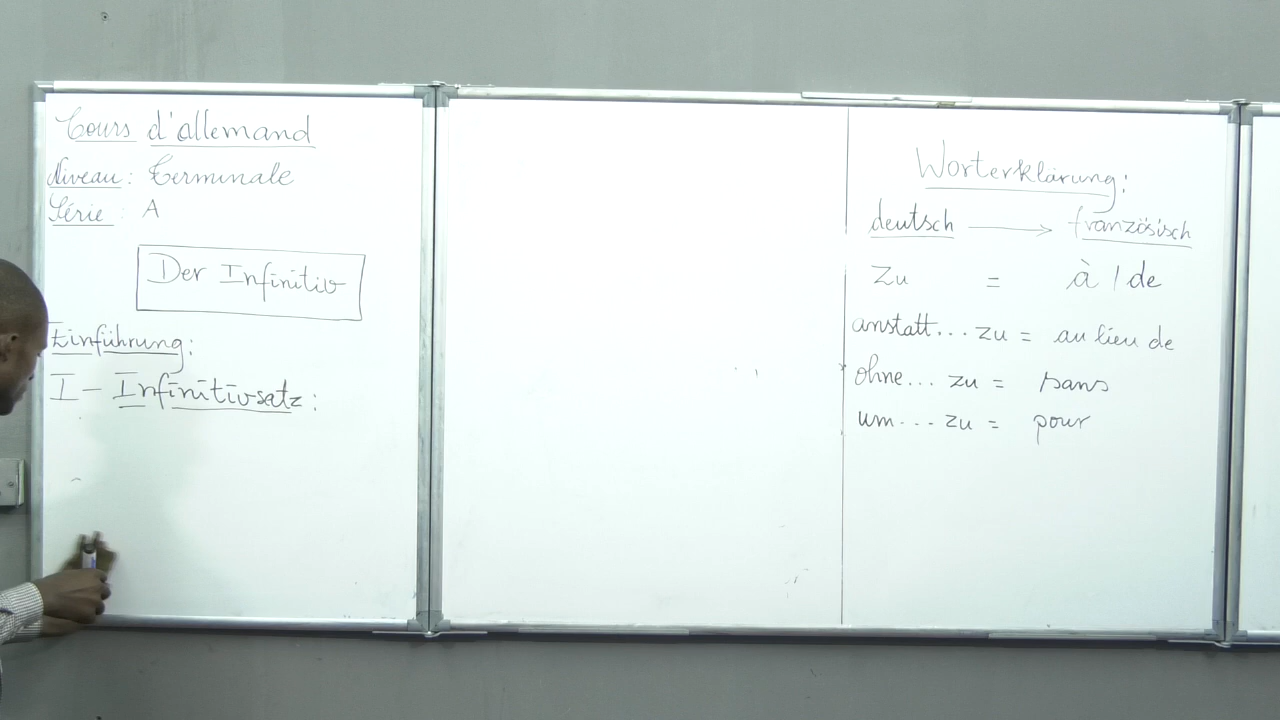 Cours d'allemand
Niveau : Terminale
Série : A
Der Infinitiv
Einführung :
I - Infinitivsatz :
Worterklärung :
deutsch → französisch
Zu = à / de
anstatt... zu = au lieu de
ohne... zu = sans
um... zu = pour